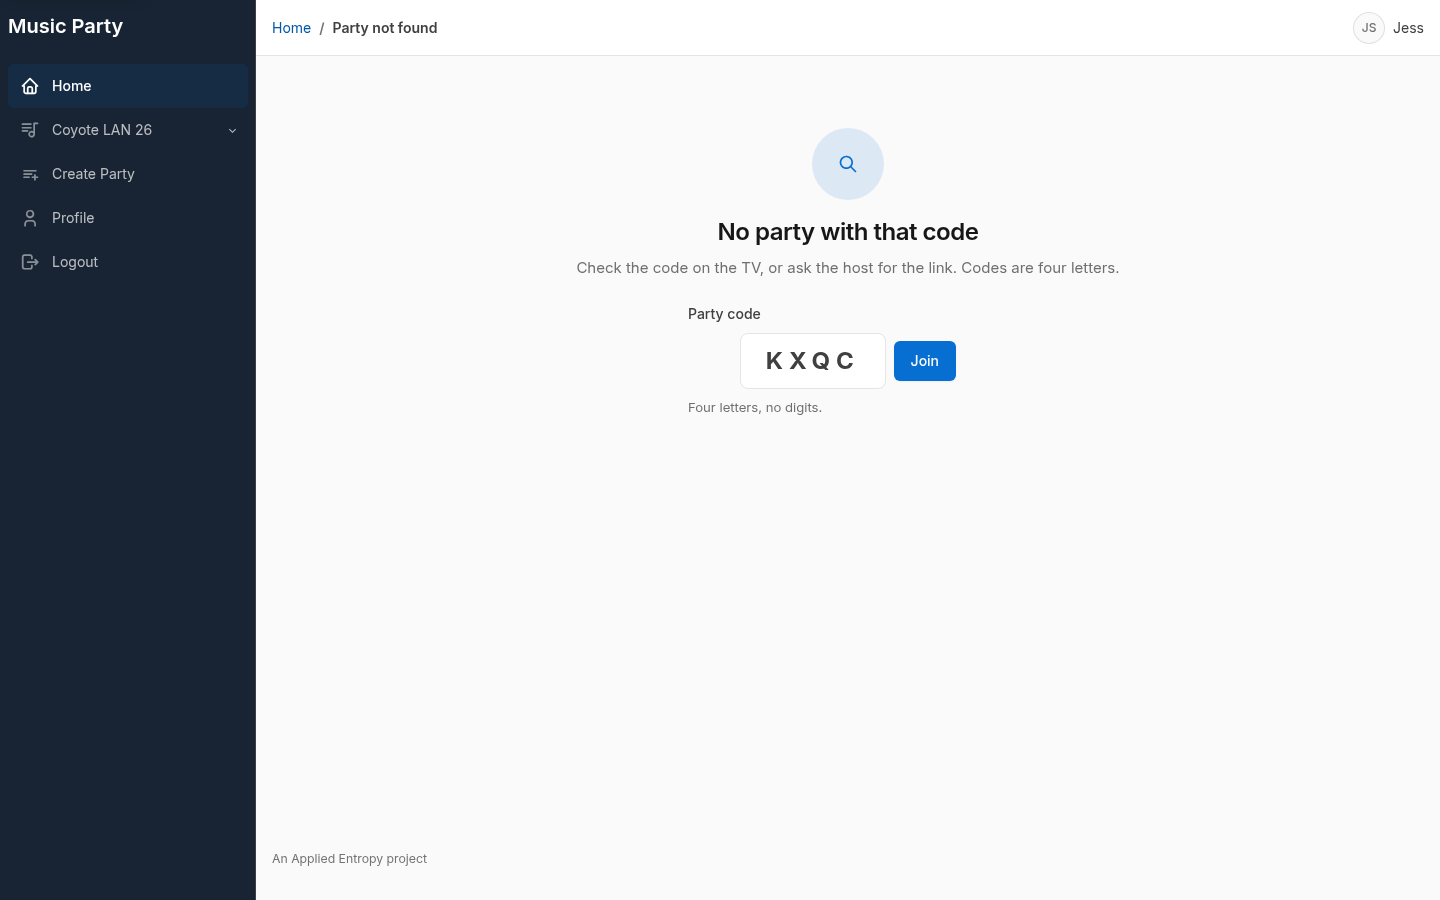 Music Party
Home
Coyote LAN 26
Create Party
Profile
Logout
Home / Party not found
JS Jess
No party with that code
Check the code on the TV, or ask the host for the link. Codes are four letters.
Party code
KXQC
Join
Four letters, no digits.
An Applied Entropy project